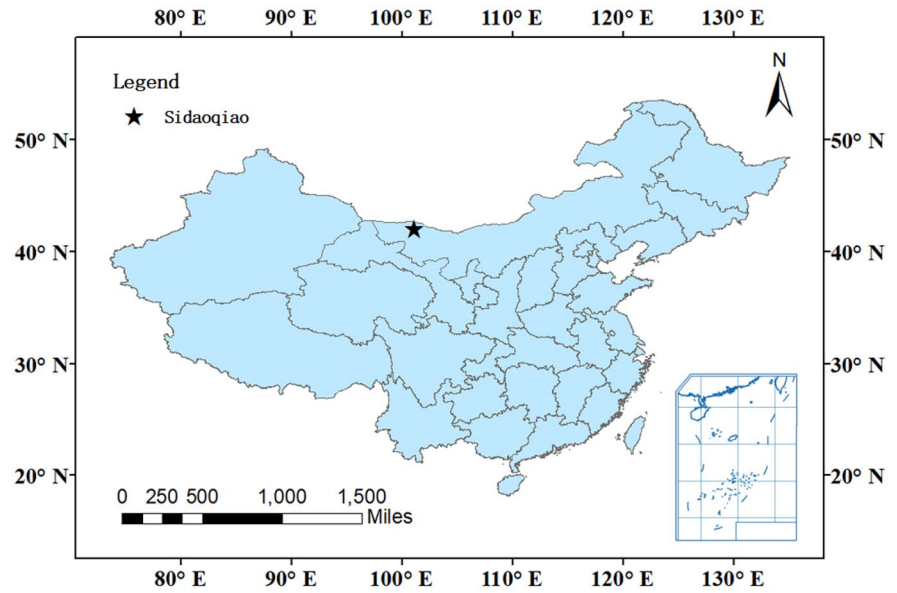 80° E 90° E 100° E 110° E 120° E 130° E
N
Legend
Sidaoqiao
50° N 50° N
40° N 40° N
30° N 30° N
20° N 20° N
0 250 500 1,000 1,500
Miles
80° E 90° E 100° E 110° E 120° E 130° E